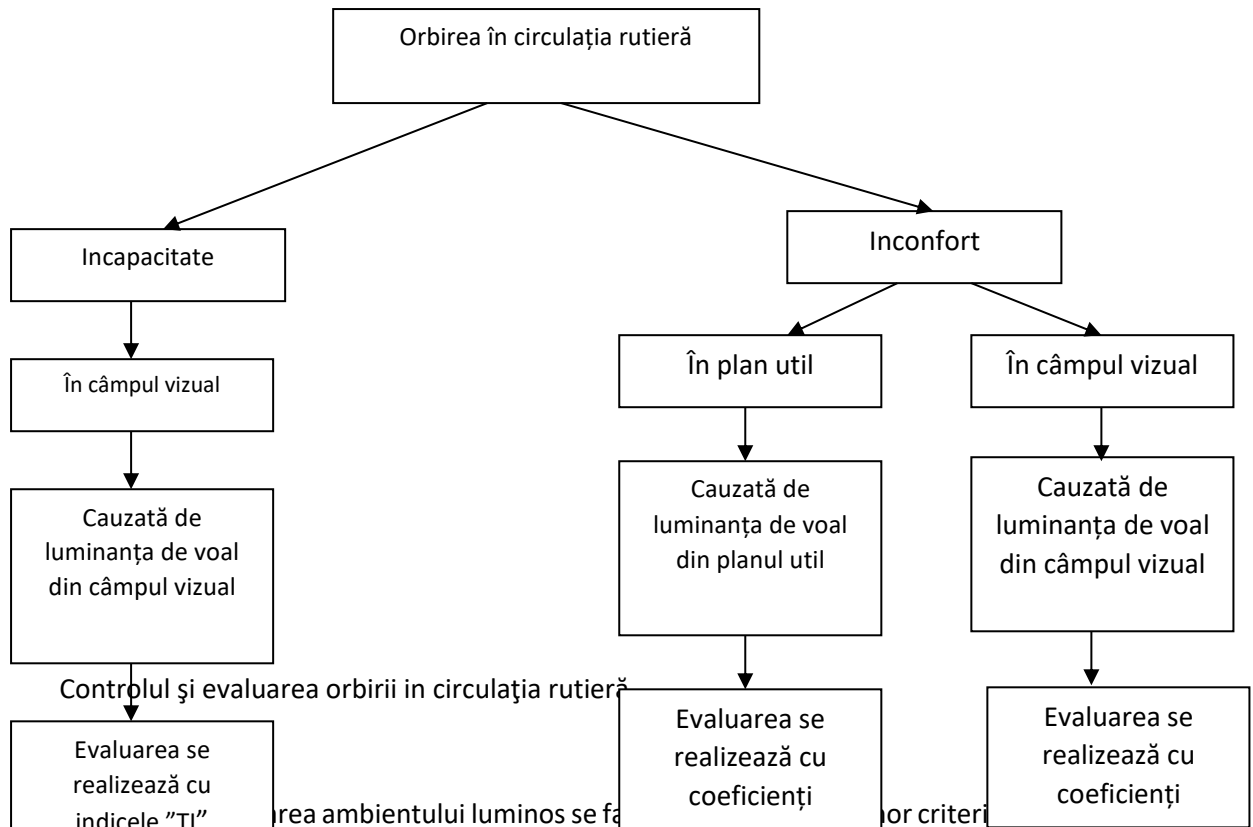 Orbirea în circulația rutieră
Incapacitate
Inconfort
În câmpul vizual
În plan util
În câmpul vizual
Cauzată de
luminanța de voal
din câmpul vizual
Cauzată de
luminanța de voal
din planul util
Cauzată de
luminanța de voal
din câmpul vizual
Controlul şi evaluarea orbirii in circulaţia rutieră
Evaluarea se
realizează cu
indicele ”TI”
Evaluarea se
realizează cu
coeficienți
Evaluarea se
realizează cu
coeficienți
ambientului luminos se